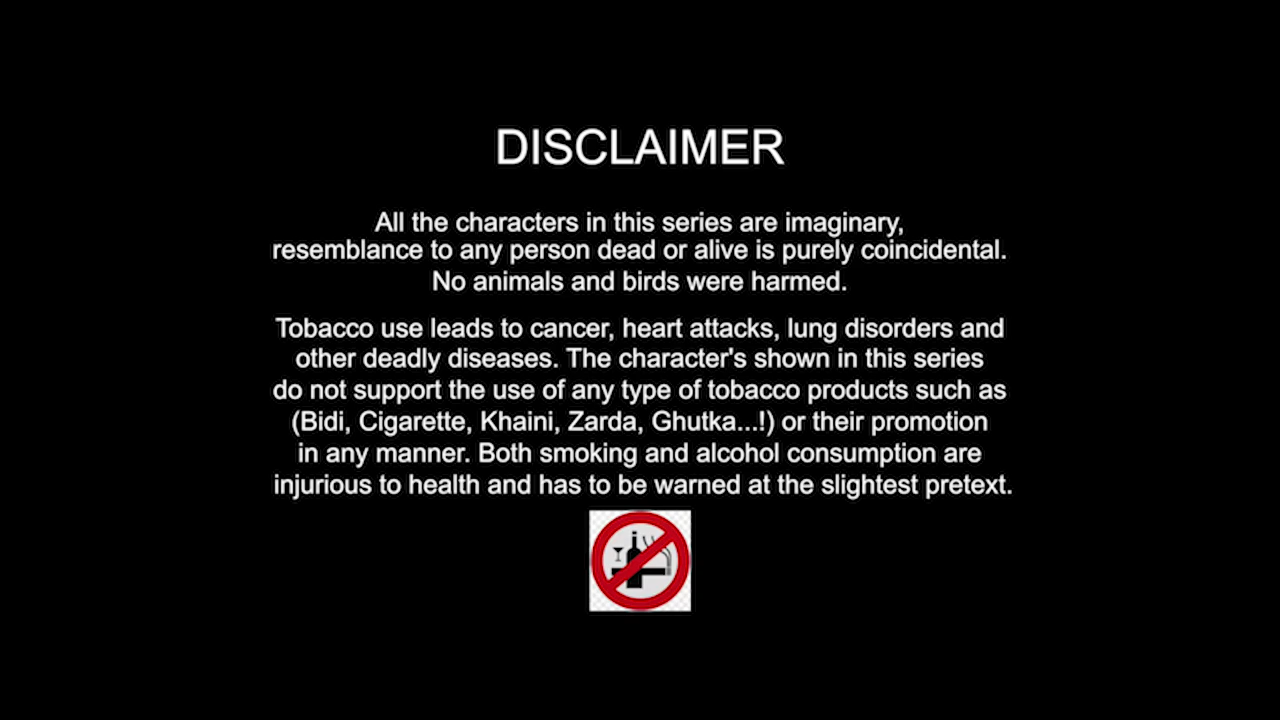 DISCLAIMER
All the characters in this series are imaginary,
resemblance to any person dead or alive is purely coincidental.
No animals and birds were harmed.
Tobacco use leads to cancer, heart attacks, lung disorders and
other deadly diseases. The character's shown in this series
do not support the use of any type of tobacco products such as
(Bidi, Cigarette, Khaini, Zarda, Ghutka...!) or their promotion
in any manner. Both smoking and alcohol consumption are
injurious to health and has to be warned at the slightest pretext.